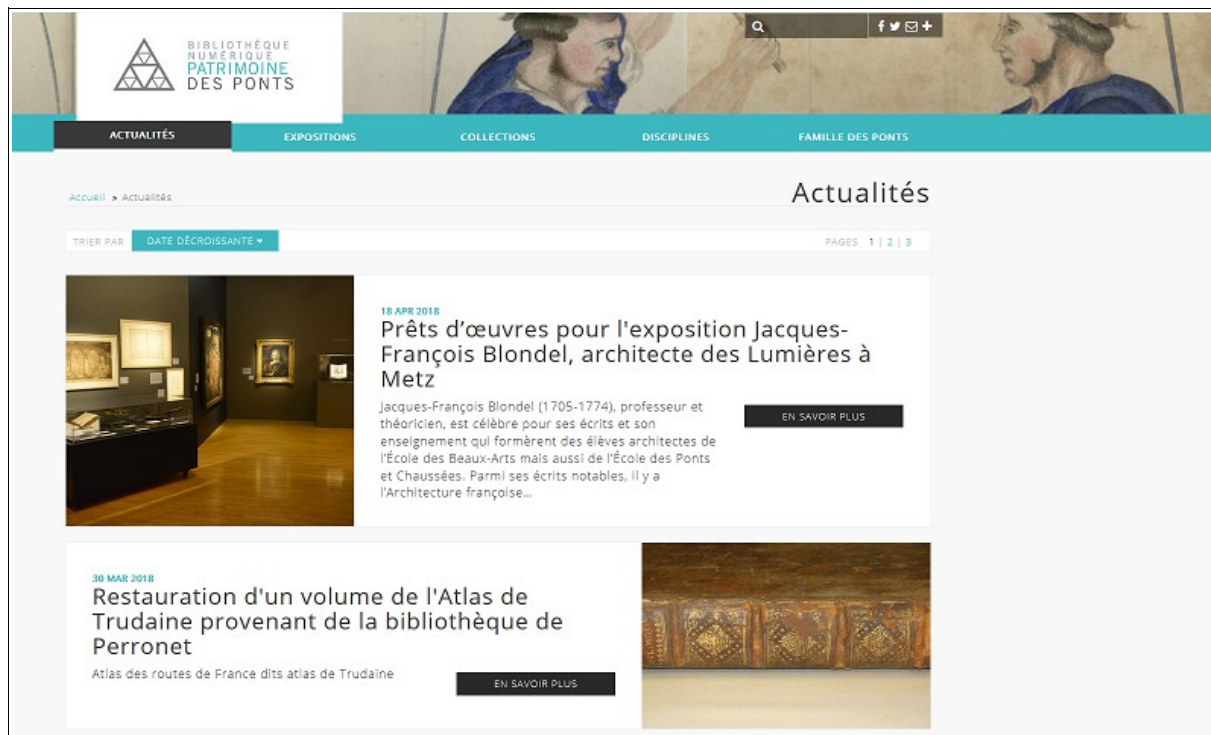 BIBLIOTHÈQUE
NUMÉRIQUE
PATRIMOINE
DES PONTS
ACTUALITÉS
EXPOSITIONS
COLLECTIONS
DISCIPLINES
FAMILLE DES PONTS
Accueil > Actualités
Actualités
TRIER PAR DATE DÉCROISSANTE
PAGES 1 | 2 | 3
18 APR 2018
Prêts d'œuvres pour l'exposition Jacques-
François Blondel, architecte des Lumières à
Metz
Jacques-François Blondel (1705-1774), professeur et
théoricien, est célèbre pour ses écrits et son
enseignement qui formèrent des élèves architectes de
l'École des Beaux-Arts mais aussi de l'École des Ponts
et Chaussées. Parmi ses écrits notables, il y a
l'Architecture françoise...
EN SAVOIR PLUS
30 MAR 2018
Restauration d'un volume de l'Atlas de
Trudaine provenant de la bibliothèque de
Perronet
Atlas des routes de France dits atlas de Trudaine
EN SAVOIR PLUS